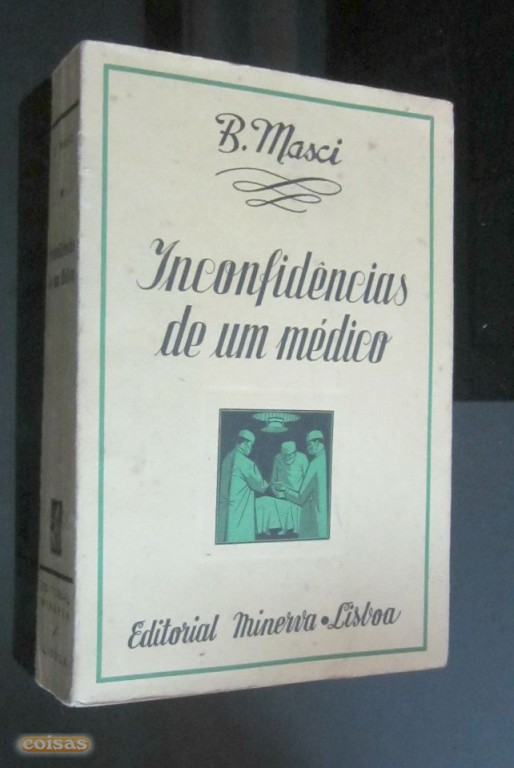 B. Masci
Inconfidências
de um médico
Editorial Minerva • Lisboa
coisas